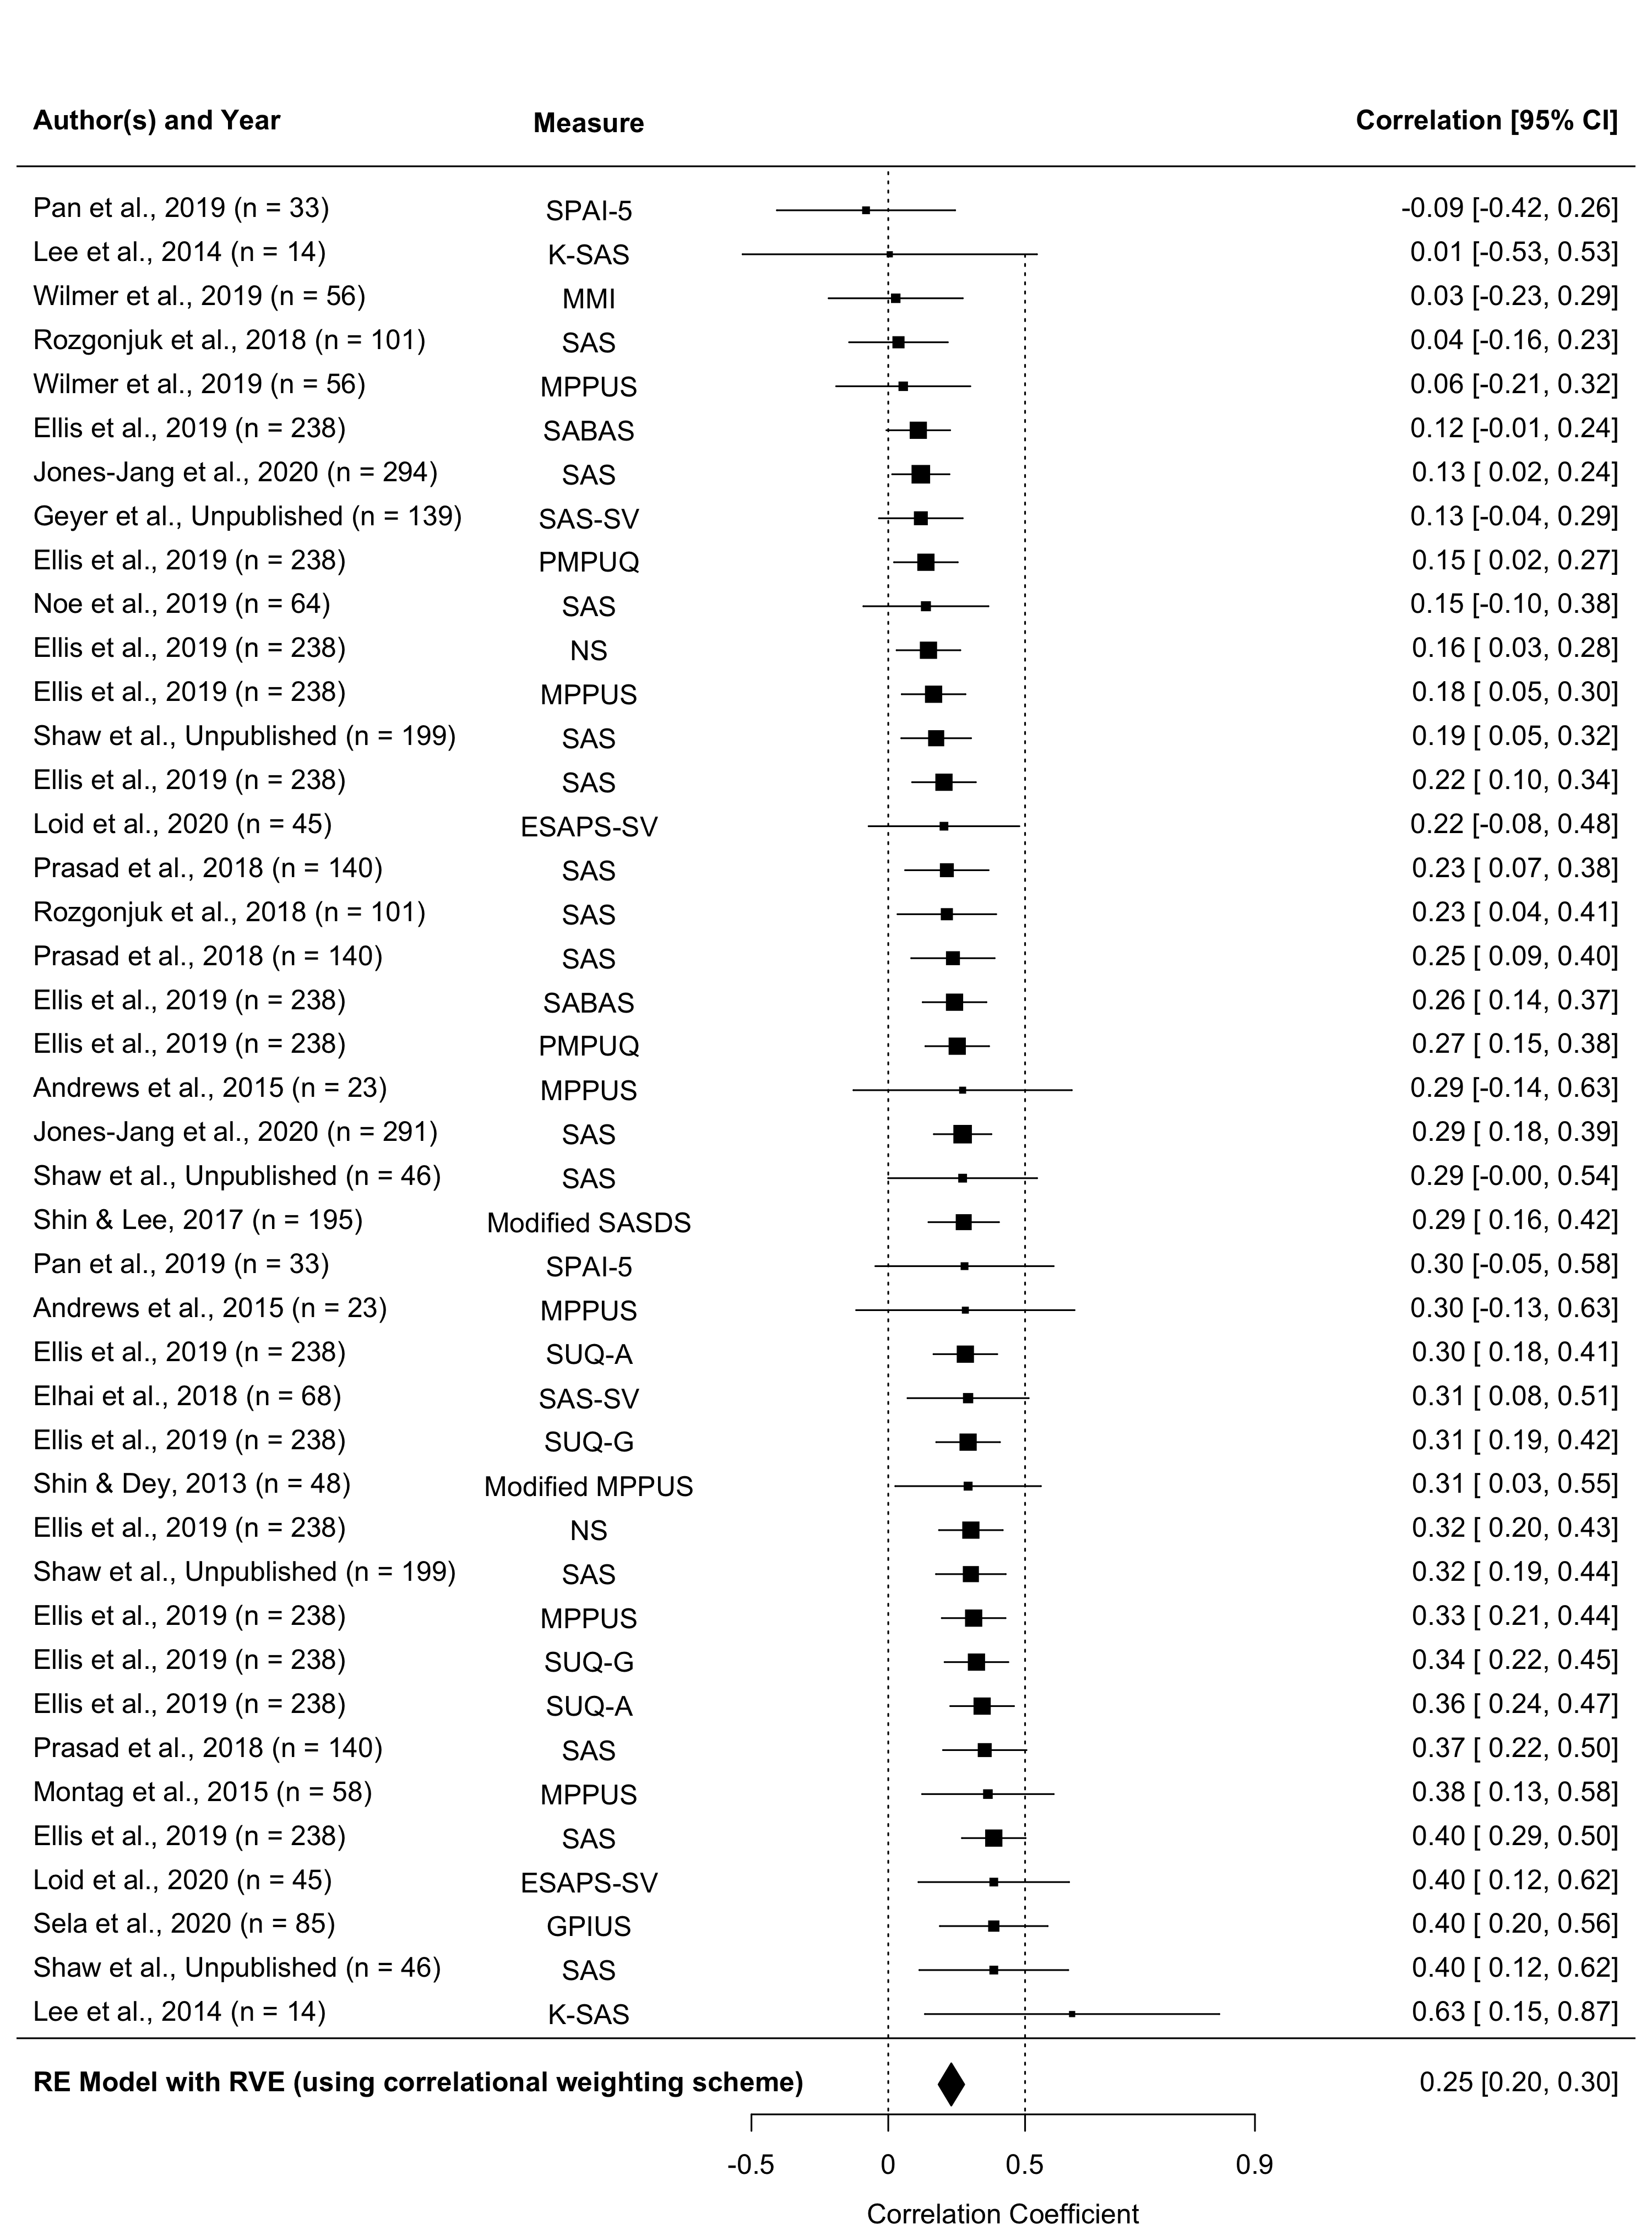 Author(s) and Year Measure Correlation [95% CI]
Pan et al., 2019 (n = 33) SPAI-5 -0.09 [-0.42, 0.26]
Lee et al., 2014 (n = 14) K-SAS 0.01 [-0.53, 0.53]
Wilmer et al., 2019 (n = 56) MMI 0.03 [-0.23, 0.29]
Rozgonjuk et al., 2018 (n = 101) SAS 0.04 [-0.16, 0.23]
Wilmer et al., 2019 (n = 56) MPPUS 0.06 [-0.21, 0.32]
Ellis et al., 2019 (n = 238) SABAS 0.12 [-0.01, 0.24]
Jones-Jang et al., 2020 (n = 294) SAS 0.13 [ 0.02, 0.24]
Geyer et al., Unpublished (n = 139) SAS-SV 0.13 [-0.04, 0.29]
Ellis et al., 2019 (n = 238) PMPUQ 0.15 [ 0.02, 0.27]
Noe et al., 2019 (n = 64) SAS 0.15 [-0.10, 0.38]
Ellis et al., 2019 (n = 238) NS 0.16 [ 0.03, 0.28]
Ellis et al., 2019 (n = 238) MPPUS 0.18 [ 0.05, 0.30]
Shaw et al., Unpublished (n = 199) SAS 0.19 [ 0.05, 0.32]
Ellis et al., 2019 (n = 238) SAS 0.22 [ 0.10, 0.34]
Loid et al., 2020 (n = 45) ESAPS-SV 0.22 [-0.08, 0.48]
Prasad et al., 2018 (n = 140) SAS 0.23 [ 0.07, 0.38]
Rozgonjuk et al., 2018 (n = 101) SAS 0.23 [ 0.04, 0.41]
Prasad et al., 2018 (n = 140) SAS 0.25 [ 0.09, 0.40]
Ellis et al., 2019 (n = 238) SABAS 0.26 [ 0.14, 0.37]
Ellis et al., 2019 (n = 238) PMPUQ 0.27 [ 0.15, 0.38]
Andrews et al., 2015 (n = 23) MPPUS 0.29 [-0.14, 0.63]
Jones-Jang et al., 2020 (n = 291) SAS 0.29 [ 0.18, 0.39]
Shaw et al., Unpublished (n = 46) SAS 0.29 [-0.00, 0.54]
Shin & Lee, 2017 (n = 195) Modified SASDS 0.29 [ 0.16, 0.42]
Pan et al., 2019 (n = 33) SPAI-5 0.30 [-0.05, 0.58]
Andrews et al., 2015 (n = 23) MPPUS 0.30 [-0.13, 0.63]
Ellis et al., 2019 (n = 238) SUQ-A 0.30 [ 0.18, 0.41]
Elhai et al., 2018 (n = 68) SAS-SV 0.31 [ 0.08, 0.51]
Ellis et al., 2019 (n = 238) SUQ-G 0.31 [ 0.19, 0.42]
Shin & Dey, 2013 (n = 48) Modified MPPUS 0.31 [ 0.03, 0.55]
Ellis et al., 2019 (n = 238) NS 0.32 [ 0.20, 0.43]
Shaw et al., Unpublished (n = 199) SAS 0.32 [ 0.19, 0.44]
Ellis et al., 2019 (n = 238) MPPUS 0.33 [ 0.21, 0.44]
Ellis et al., 2019 (n = 238) SUQ-G 0.34 [ 0.22, 0.45]
Ellis et al., 2019 (n = 238) SUQ-A 0.36 [ 0.24, 0.47]
Prasad et al., 2018 (n = 140) SAS 0.37 [ 0.22, 0.50]
Montag et al., 2015 (n = 58) MPPUS 0.38 [ 0.13, 0.58]
Ellis et al., 2019 (n = 238) SAS 0.40 [ 0.29, 0.50]
Loid et al., 2020 (n = 45) ESAPS-SV 0.40 [ 0.12, 0.62]
Sela et al., 2020 (n = 85) GPIUS 0.40 [ 0.20, 0.56]
Shaw et al., Unpublished (n = 46) SAS 0.40 [ 0.12, 0.62]
Lee et al., 2014 (n = 14) K-SAS 0.63 [ 0.15, 0.87]
RE Model with RVE (using correlational weighting scheme) 0.25 [0.20, 0.30]
-0.5 0 0.5 0.9
Correlation Coefficient